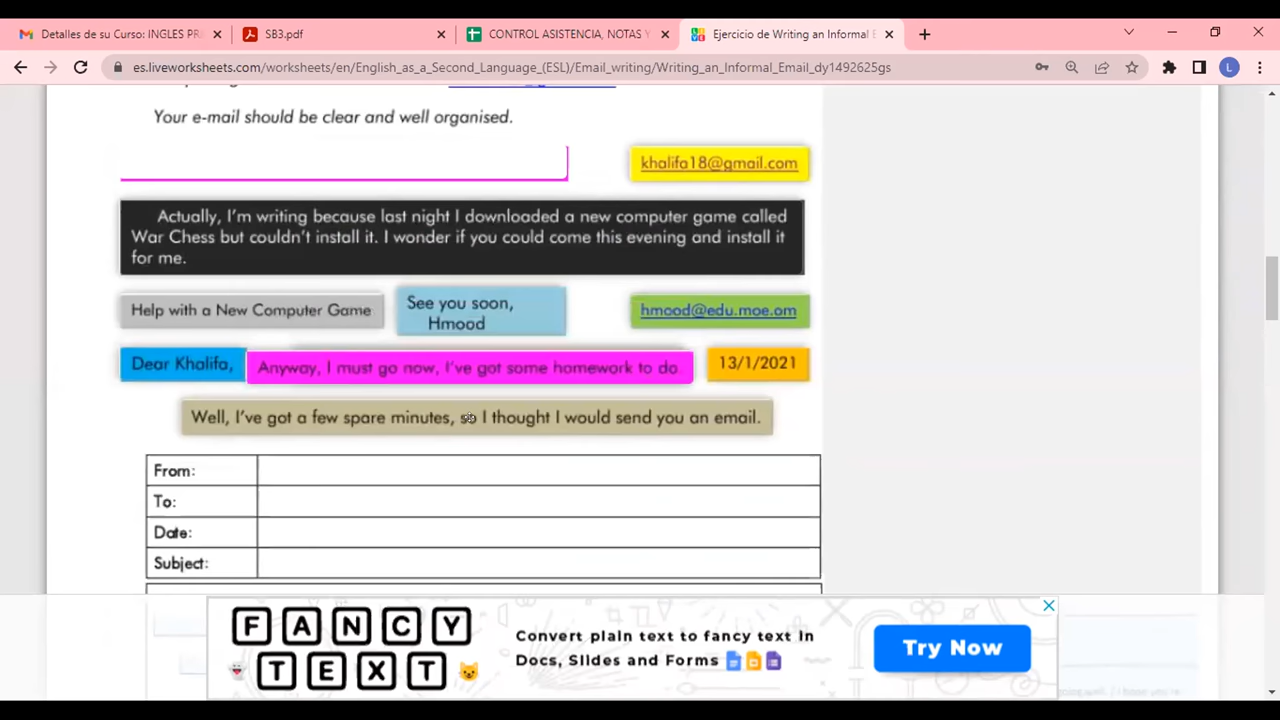 Detalles de su Curso: INGLES PRI
SB3.pdf
CONTROL ASISTENCIA, NOTAS Y
Ejercicio de Writing an Informal E
es.liveworksheets.com/worksheets/en/English_as_a_Second_Language_(ESL)/Email_writing/Writing_an_Informal_Email_dy1492625gs
L
Your e-mail should be clear and well organised.
khalifa18@gmail.com
Actually, I'm writing because last night I downloaded a new computer game called
War Chess but couldn't install it. I wonder if you could come this evening and install it
for me.
Help with a New Computer Game
See you soon,
Hmood
hmood@edu.moe.om
Dear Khalifa,
Anyway, I must go now, I've got some homework to do.
13/1/2021
Well, I've got a few spare minutes, so I thought I would send you an email.
From:
To:
Date:
Subject:
FANCY
TEXT
Convert plain text to fancy text in
Docs, Slides and Forms
Try Now